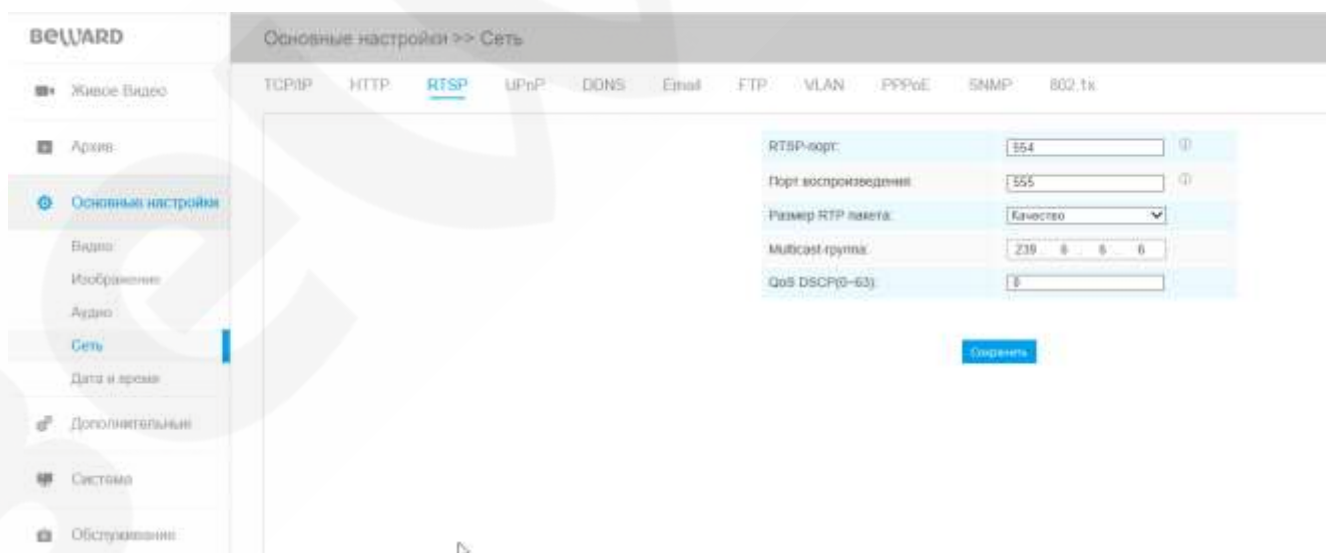 BEWARD
Основные настройки >> Сеть
Живое Видео
Архив
Основные настройки
Видео
Изображение
Аудио
Сеть
Дата и время
Дополнительные
Система
Обслуживание
TCP/IP HTTP RTSP UPnP DDNS Email FTP VLAN PPPoE SNMP 802.1x
RTSP-порт: 554
Порт воспроизведения: 555
Размер RTP пакета: Качество
Multicast-группа: 239 . 6 . 6 . 6
QoS DSCP(0~63): 0
Сохранить